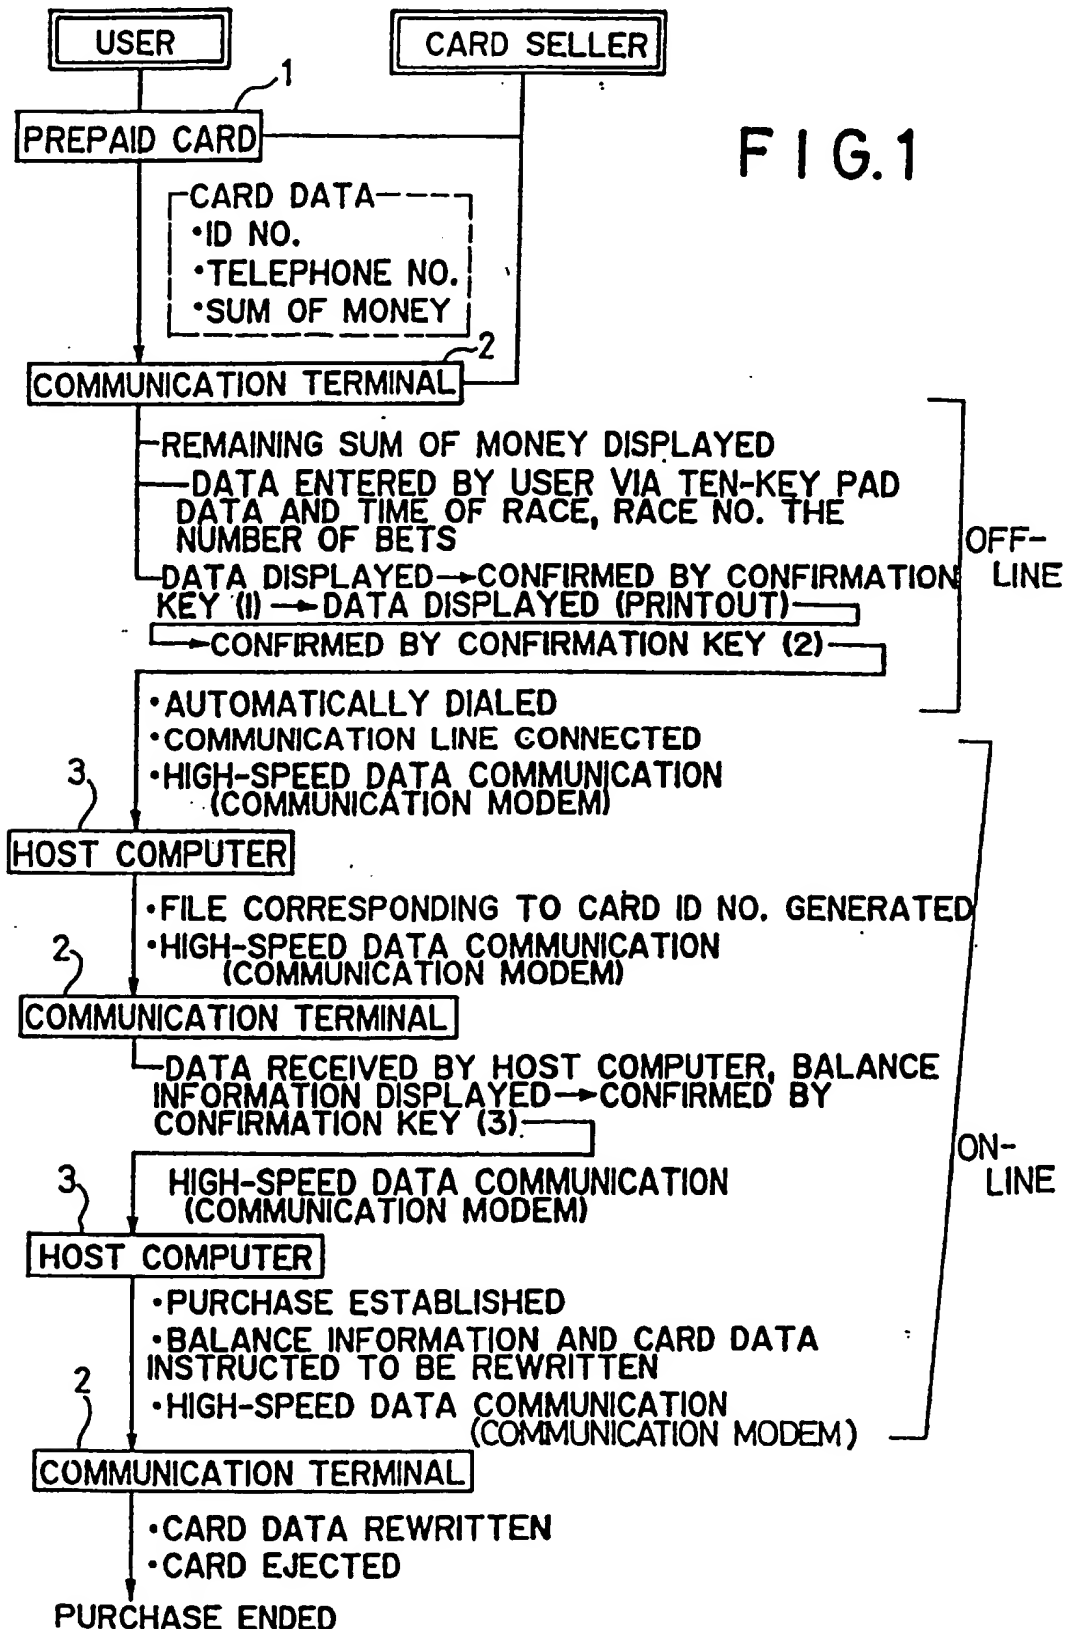 USER
CARD SELLER
1
PREPAID CARD
FIG.1
CARD DATA
•ID NO.
•TELEPHONE NO.
•SUM OF MONEY
2
COMMUNICATION TERMINAL
REMAINING SUM OF MONEY DISPLAYED
DATA ENTERED BY USER VIA TEN-KEY PAD
DATA AND TIME OF RACE, RACE NO. THE
NUMBER OF BETS
OFF-
LINE
DATA DISPLAYED→CONFIRMED BY CONFIRMATION
KEY (1)→DATA DISPLAYED (PRINTOUT)
→CONFIRMED BY CONFIRMATION KEY (2)
•AUTOMATICALLY DIALED
•COMMUNICATION LINE CONNECTED
•HIGH-SPEED DATA COMMUNICATION
(COMMUNICATION MODEM)
3
HOST COMPUTER
•FILE CORRESPONDING TO CARD ID NO. GENERATED
•HIGH-SPEED DATA COMMUNICATION
(COMMUNICATION MODEM)
2
COMMUNICATION TERMINAL
DATA RECEIVED BY HOST COMPUTER, BALANCE
INFORMATION DISPLAYED→CONFIRMED BY
CONFIRMATION KEY (3)
ON-
LINE
HIGH-SPEED DATA COMMUNICATION
(COMMUNICATION MODEM)
3
HOST COMPUTER
•PURCHASE ESTABLISHED
•BALANCE INFORMATION AND CARD DATA
INSTRUCTED TO BE REWRITTEN
•HIGH-SPEED DATA COMMUNICATION
(COMMUNICATION MODEM)
2
COMMUNICATION TERMINAL
•CARD DATA REWRITTEN
•CARD EJECTED
PURCHASE ENDED